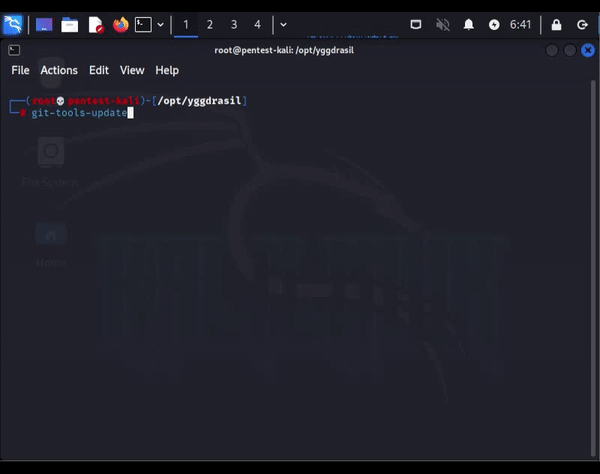 1 2 3 4 6:41
root@pentest-kali: /opt/yggdrasil
File Actions Edit View Help
┌──(root💀pentest-kali)-[/opt/yggdrasil]
└─# git-tools-update
File System
Home